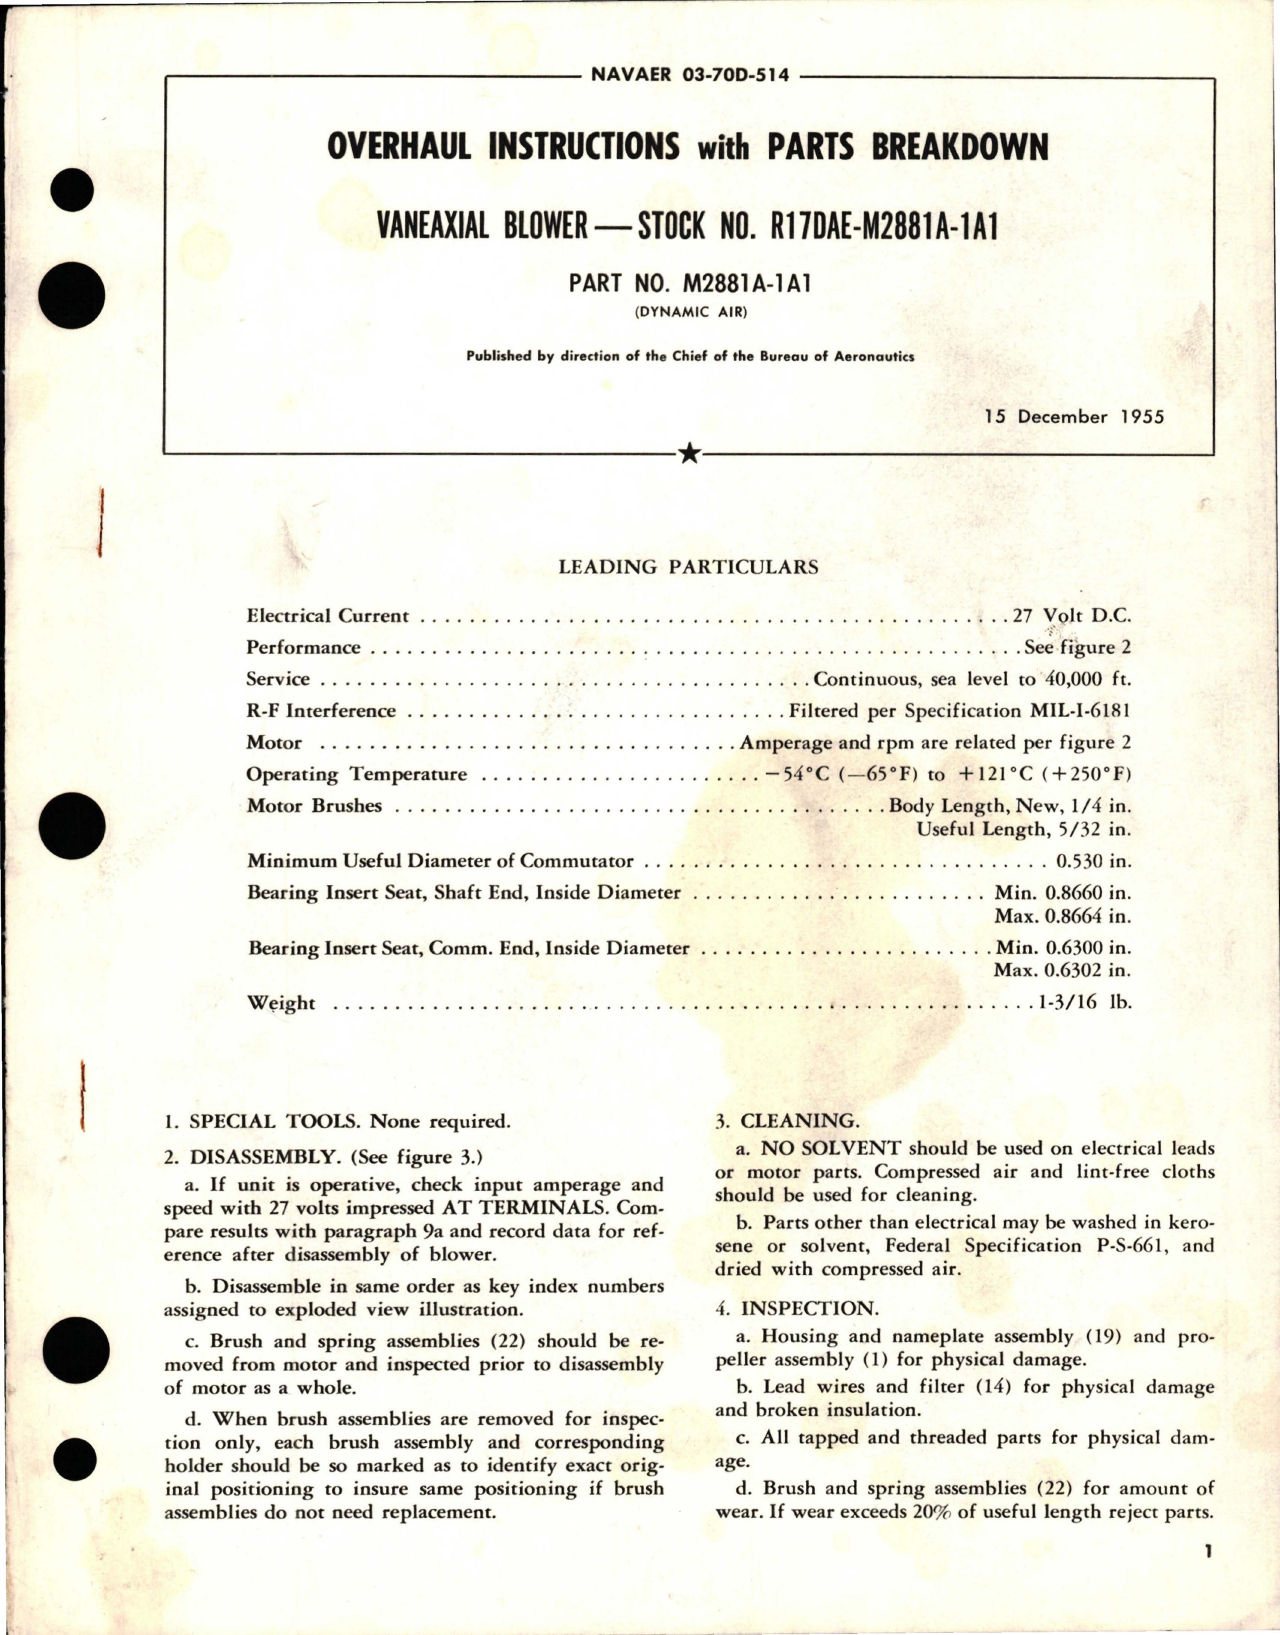 NAVAER 03-70D-514
OVERHAUL INSTRUCTIONS with PARTS BREAKDOWN
VANEAXIAL BLOWER — STOCK NO. R17DAE-M2881A-1A1
PART NO. M2881A-1A1
(DYNAMIC AIR)
Published by direction of the Chief of the Bureau of Aeronautics
15 December 1955
LEADING PARTICULARS
Electrical Current . . . . . . . . . . 27 Volt D.C.
Performance . . . . . . . . . . See figure 2
Service . . . . . . . . . . Continuous, sea level to 40,000 ft.
R-F Interference . . . . . . . . . . Filtered per Specification MIL-I-6181
Motor . . . . . . . . . . Amperage and rpm are related per figure 2
Operating Temperature . . . . . . . . . . −54°C (—65°F) to +121°C (+250°F)
Motor Brushes . . . . . . . . . . Body Length, New, 1/4 in.
Useful Length, 5/32 in.
Minimum Useful Diameter of Commutator . . . . . . . . . . 0.530 in.
Bearing Insert Seat, Shaft End, Inside Diameter . . . . . . . . . . Min. 0.8660 in.
Max. 0.8664 in.
Bearing Insert Seat, Comm. End, Inside Diameter . . . . . . . . . . Min. 0.6300 in.
Max. 0.6302 in.
Weight . . . . . . . . . . 1-3/16 lb.
1. SPECIAL TOOLS. None required.
2. DISASSEMBLY. (See figure 3.)
a. If unit is operative, check input amperage and
speed with 27 volts impressed AT TERMINALS. Com-
pare results with paragraph 9a and record data for ref-
erence after disassembly of blower.
b. Disassemble in same order as key index numbers
assigned to exploded view illustration.
c. Brush and spring assemblies (22) should be re-
moved from motor and inspected prior to disassembly
of motor as a whole.
d. When brush assemblies are removed for inspec-
tion only, each brush assembly and corresponding
holder should be so marked as to identify exact orig-
inal positioning to insure same positioning if brush
assemblies do not need replacement.
3. CLEANING.
a. NO SOLVENT should be used on electrical leads
or motor parts. Compressed air and lint-free cloths
should be used for cleaning.
b. Parts other than electrical may be washed in kero-
sene or solvent, Federal Specification P-S-661, and
dried with compressed air.
4. INSPECTION.
a. Housing and nameplate assembly (19) and pro-
peller assembly (1) for physical damage.
b. Lead wires and filter (14) for physical damage
and broken insulation.
c. All tapped and threaded parts for physical dam-
age.
d. Brush and spring assemblies (22) for amount of
wear. If wear exceeds 20% of useful length reject parts.
1